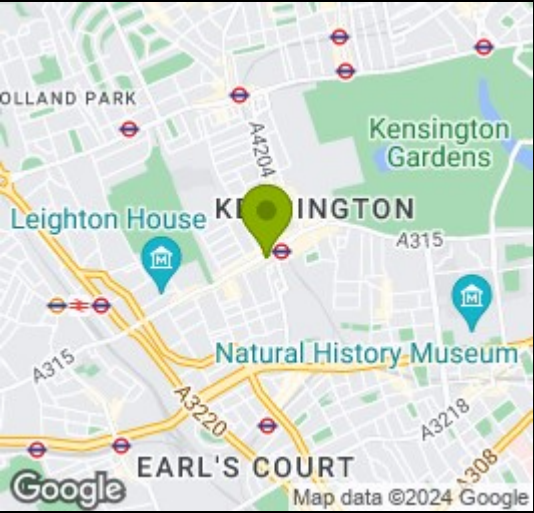 OLLAND PARK
A4204
Kensington
Gardens
KE INGTON
Leighton House
A315
Natural History Museum
A315
A3220
A3218
A308
EARL'S COURT
Google
Map data ©2024 Google